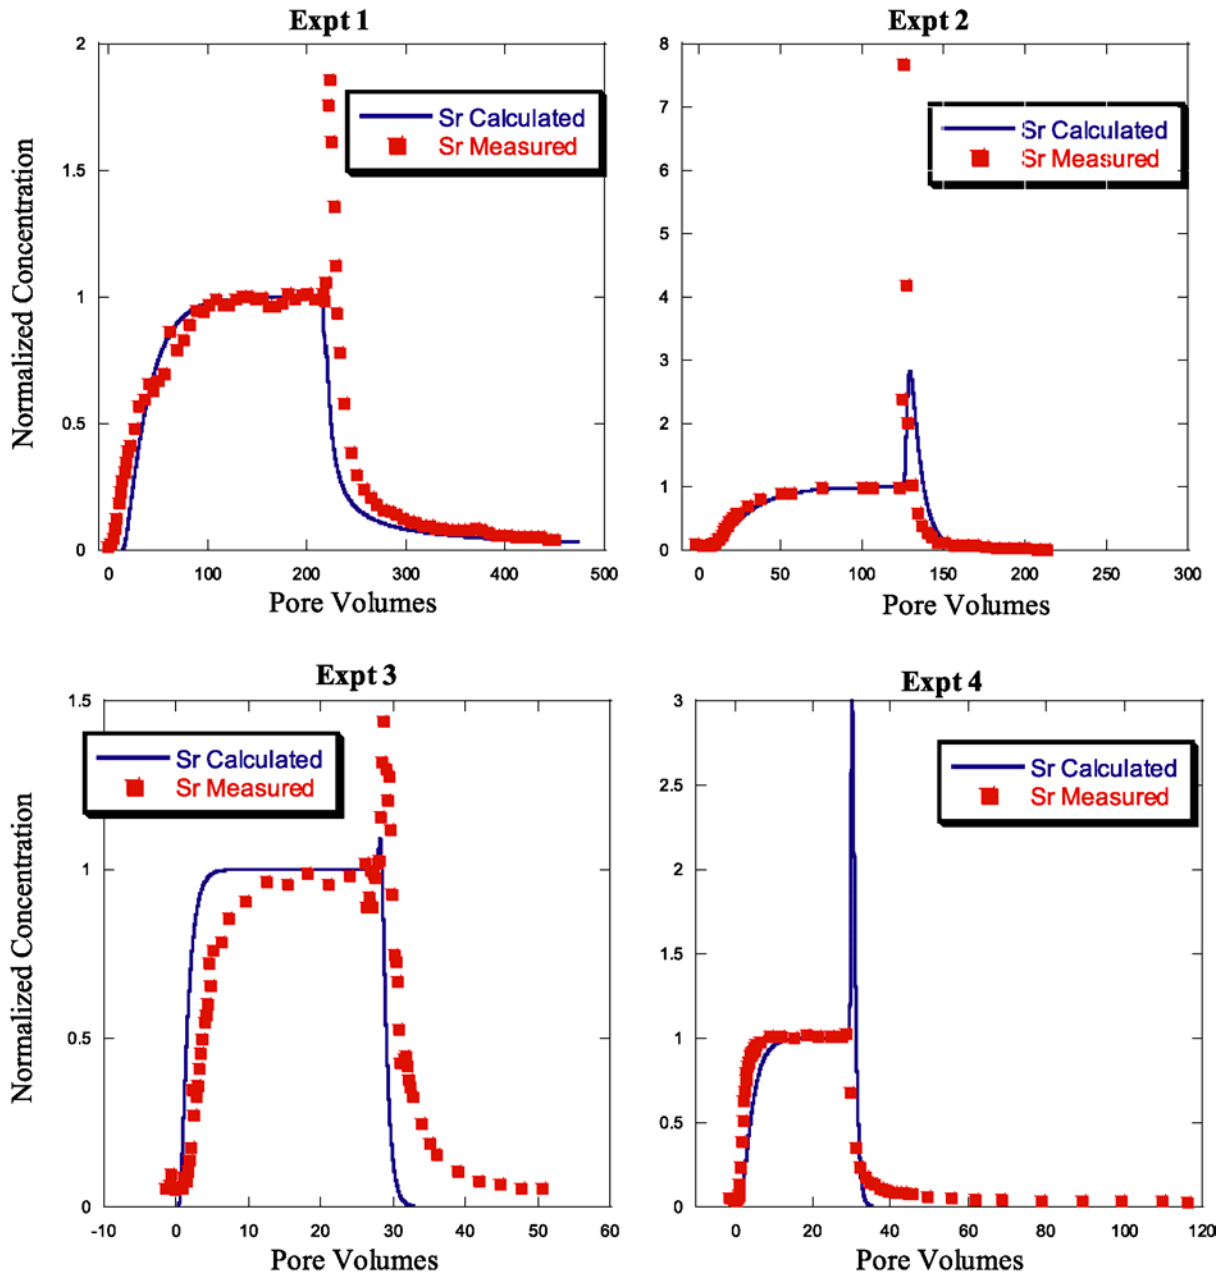 Expt 1
2
1.5
1
0.5
0
0
100
200
300
400
500
Normalized Concentration
Pore Volumes
Sr Calculated
Sr Measured
Expt 2
8
7
6
5
4
3
2
1
0
0
50
100
150
200
250
300
Pore Volumes
Sr Calculated
Sr Measured
Expt 3
1.5
1
0.5
0
-10
0
10
20
30
40
50
60
Normalized Concentration
Pore Volumes
Sr Calculated
Sr Measured
Expt 4
3
2.5
2
1.5
1
0.5
0
0
20
40
60
80
100
120
Pore Volumes
Sr Calculated
Sr Measured